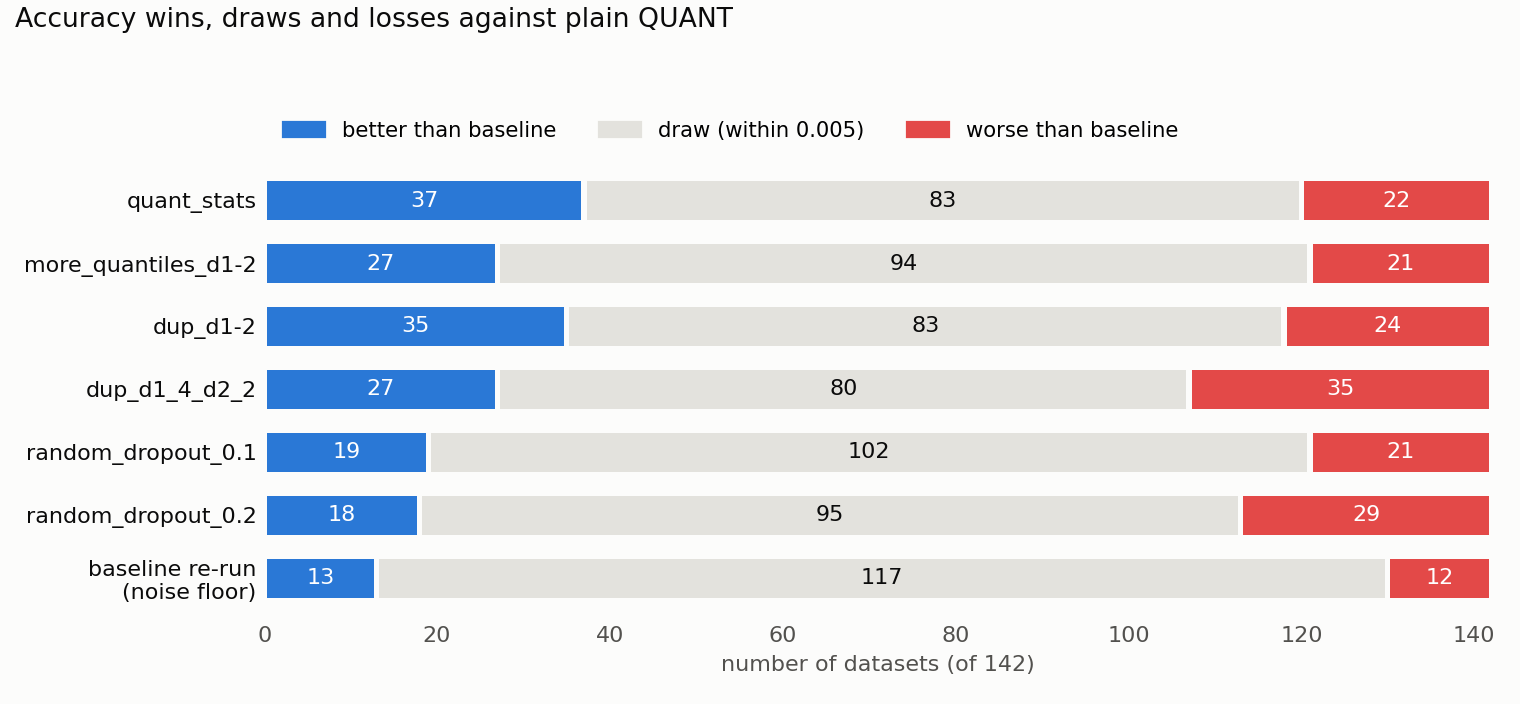 Accuracy wins, draws and losses against plain QUANT
better than baseline draw (within 0.005) worse than baseline
quant_stats 37 83 22
more_quantiles_d1-2 27 94 21
dup_d1-2 35 83 24
dup_d1_4_d2_2 27 80 35
random_dropout_0.1 19 102 21
random_dropout_0.2 18 95 29
baseline re-run
(noise floor) 13 117 12
0 20 40 60 80 100 120 140
number of datasets (of 142)